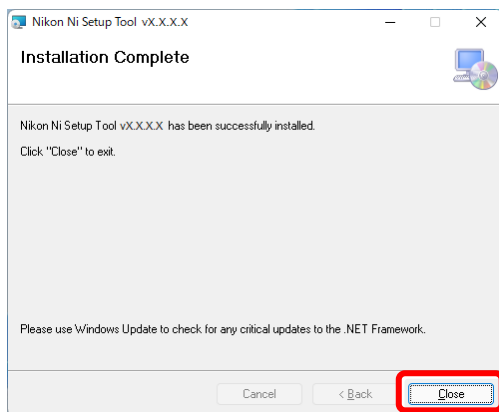 Nikon Ni Setup Tool vX.X.X.X
Installation Complete
Nikon Ni Setup Tool vX.X.X.X has been successfully installed.
Click "Close" to exit.
Please use Windows Update to check for any critical updates to the .NET Framework.
Cancel < Back Close